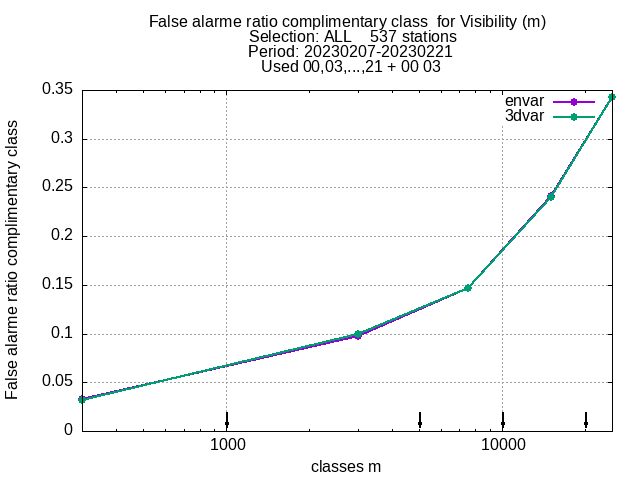 False alarme ratio complimentary class  for Visibility (m)
Selection: ALL    537 stations
Period: 20230207-20230221
Used 00,03,...,21 + 00 03
envar
3dvar
False alarme ratio complimentary class
0.35
0.3
0.25
0.2
0.15
0.1
0.05
0
1000
10000
classes m